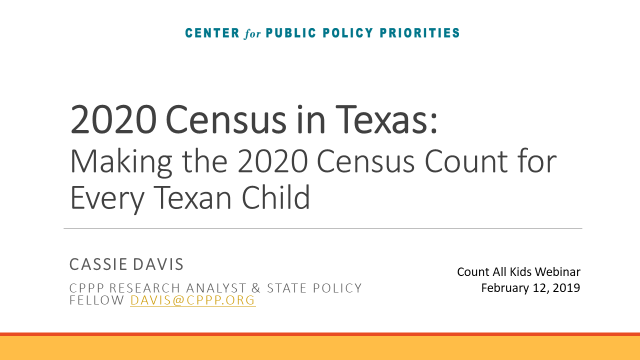 CENTER for PUBLIC POLICY PRIORITIES
2020 Census in Texas:
Making the 2020 Census Count for
Every Texan Child
CASSIE DAVIS
CPPP RESEARCH ANALYST & STATE POLICY
FELLOW DAVIS@CPPP.ORG
Count All Kids Webinar
February 12, 2019